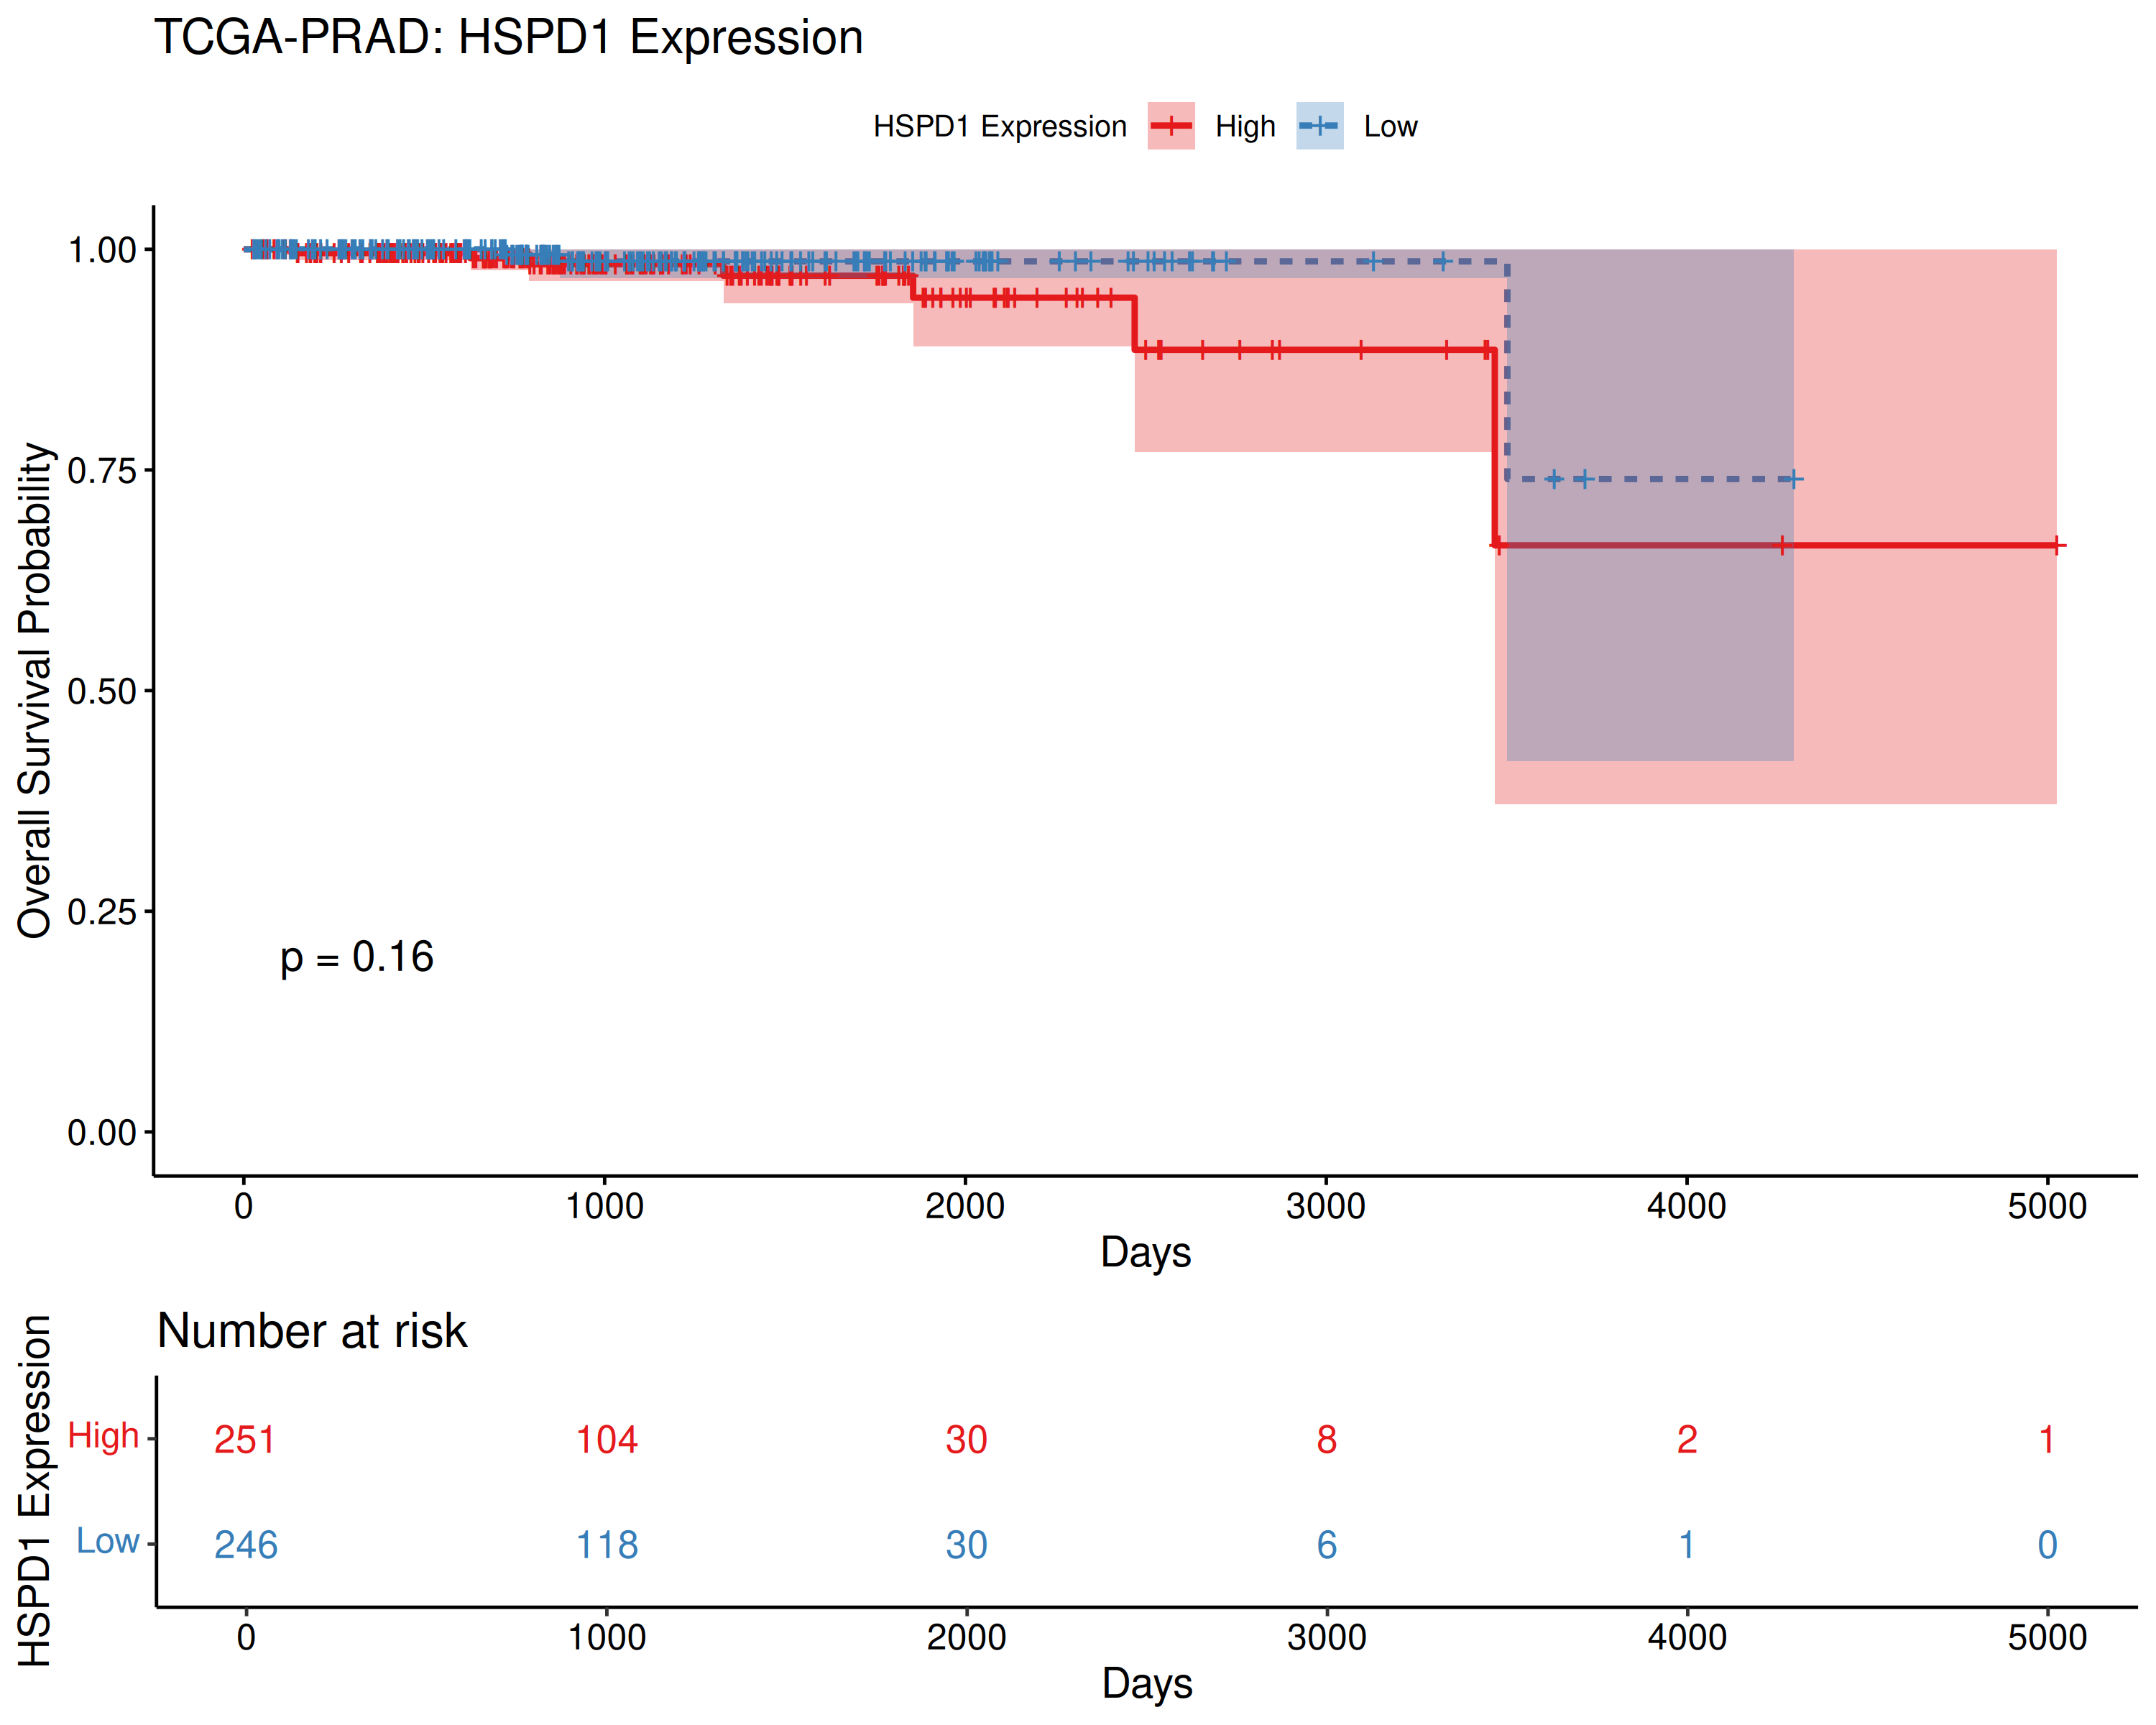 TCGA-PRAD: HSPD1 Expression
HSPD1 Expression High Low
Overall Survival Probability
1.00
0.75
0.50
0.25
0.00
p = 0.16
0 1000 2000 3000 4000 5000
Days
Number at risk
HSPD1 Expression
High 251 104 30 8 2 1
Low 246 118 30 6 1 0
0 1000 2000 3000 4000 5000
Days